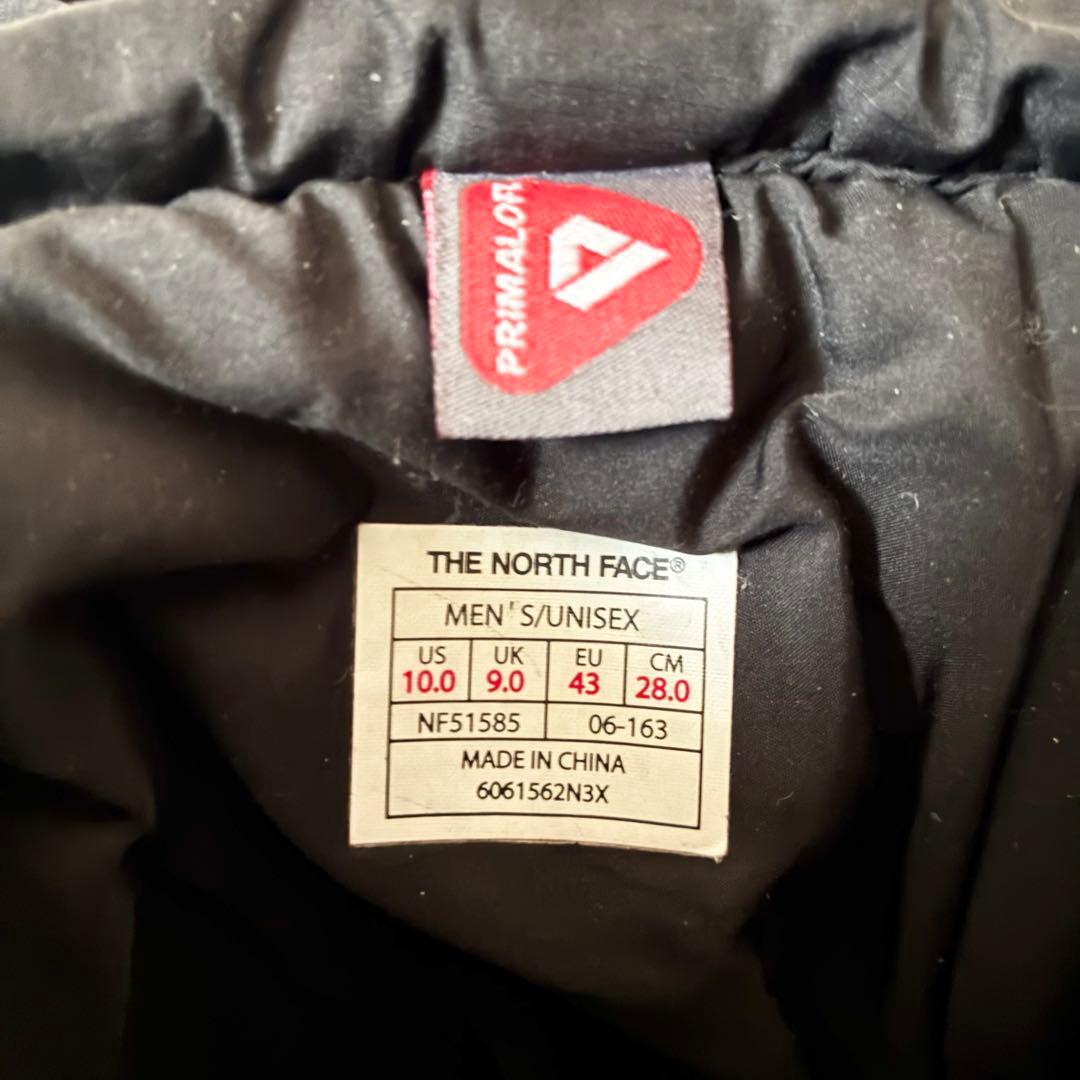 PRIMALOF
THE NORTH FACE®
MEN'S/UNISEX
US UK EU CM
10.0 9.0 43 28.0
NF51585 06-163
MADE IN CHINA
6061562N3X